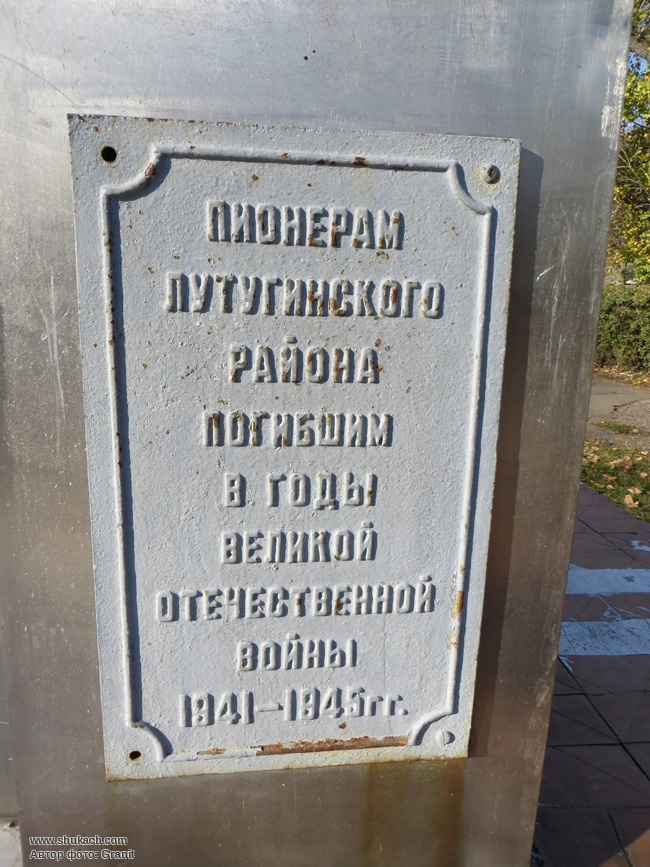 ПИОНЕРАМ
ЛУТУГИНСКОГО
РАЙОНА
ПОГИБШИМ
В ГОДЫ
ВЕЛИКОЙ
ОТЕЧЕСТВЕННОЙ
ВОЙНЫ
1941-1945гг.
www.shukach.com
Автор фото: Granit